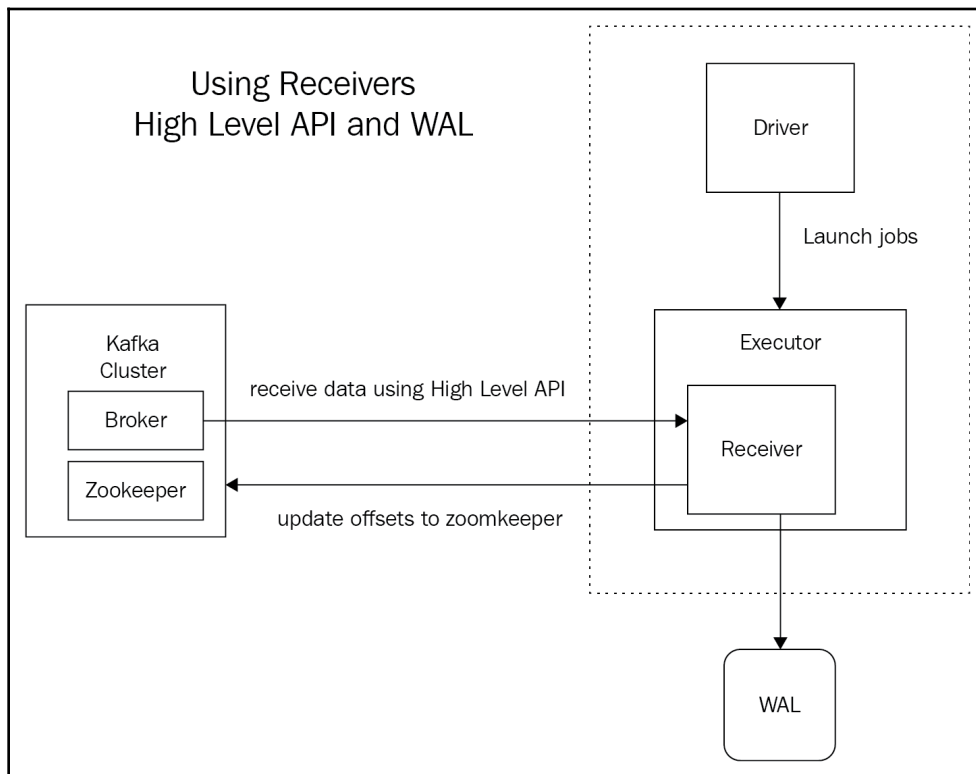 Using Receivers
High Level API and WAL
Driver
Launch jobs
Kafka
Cluster
Broker
Zookeeper
receive data using High Level API
update offsets to zoomkeeper
Executor
Receiver
WAL